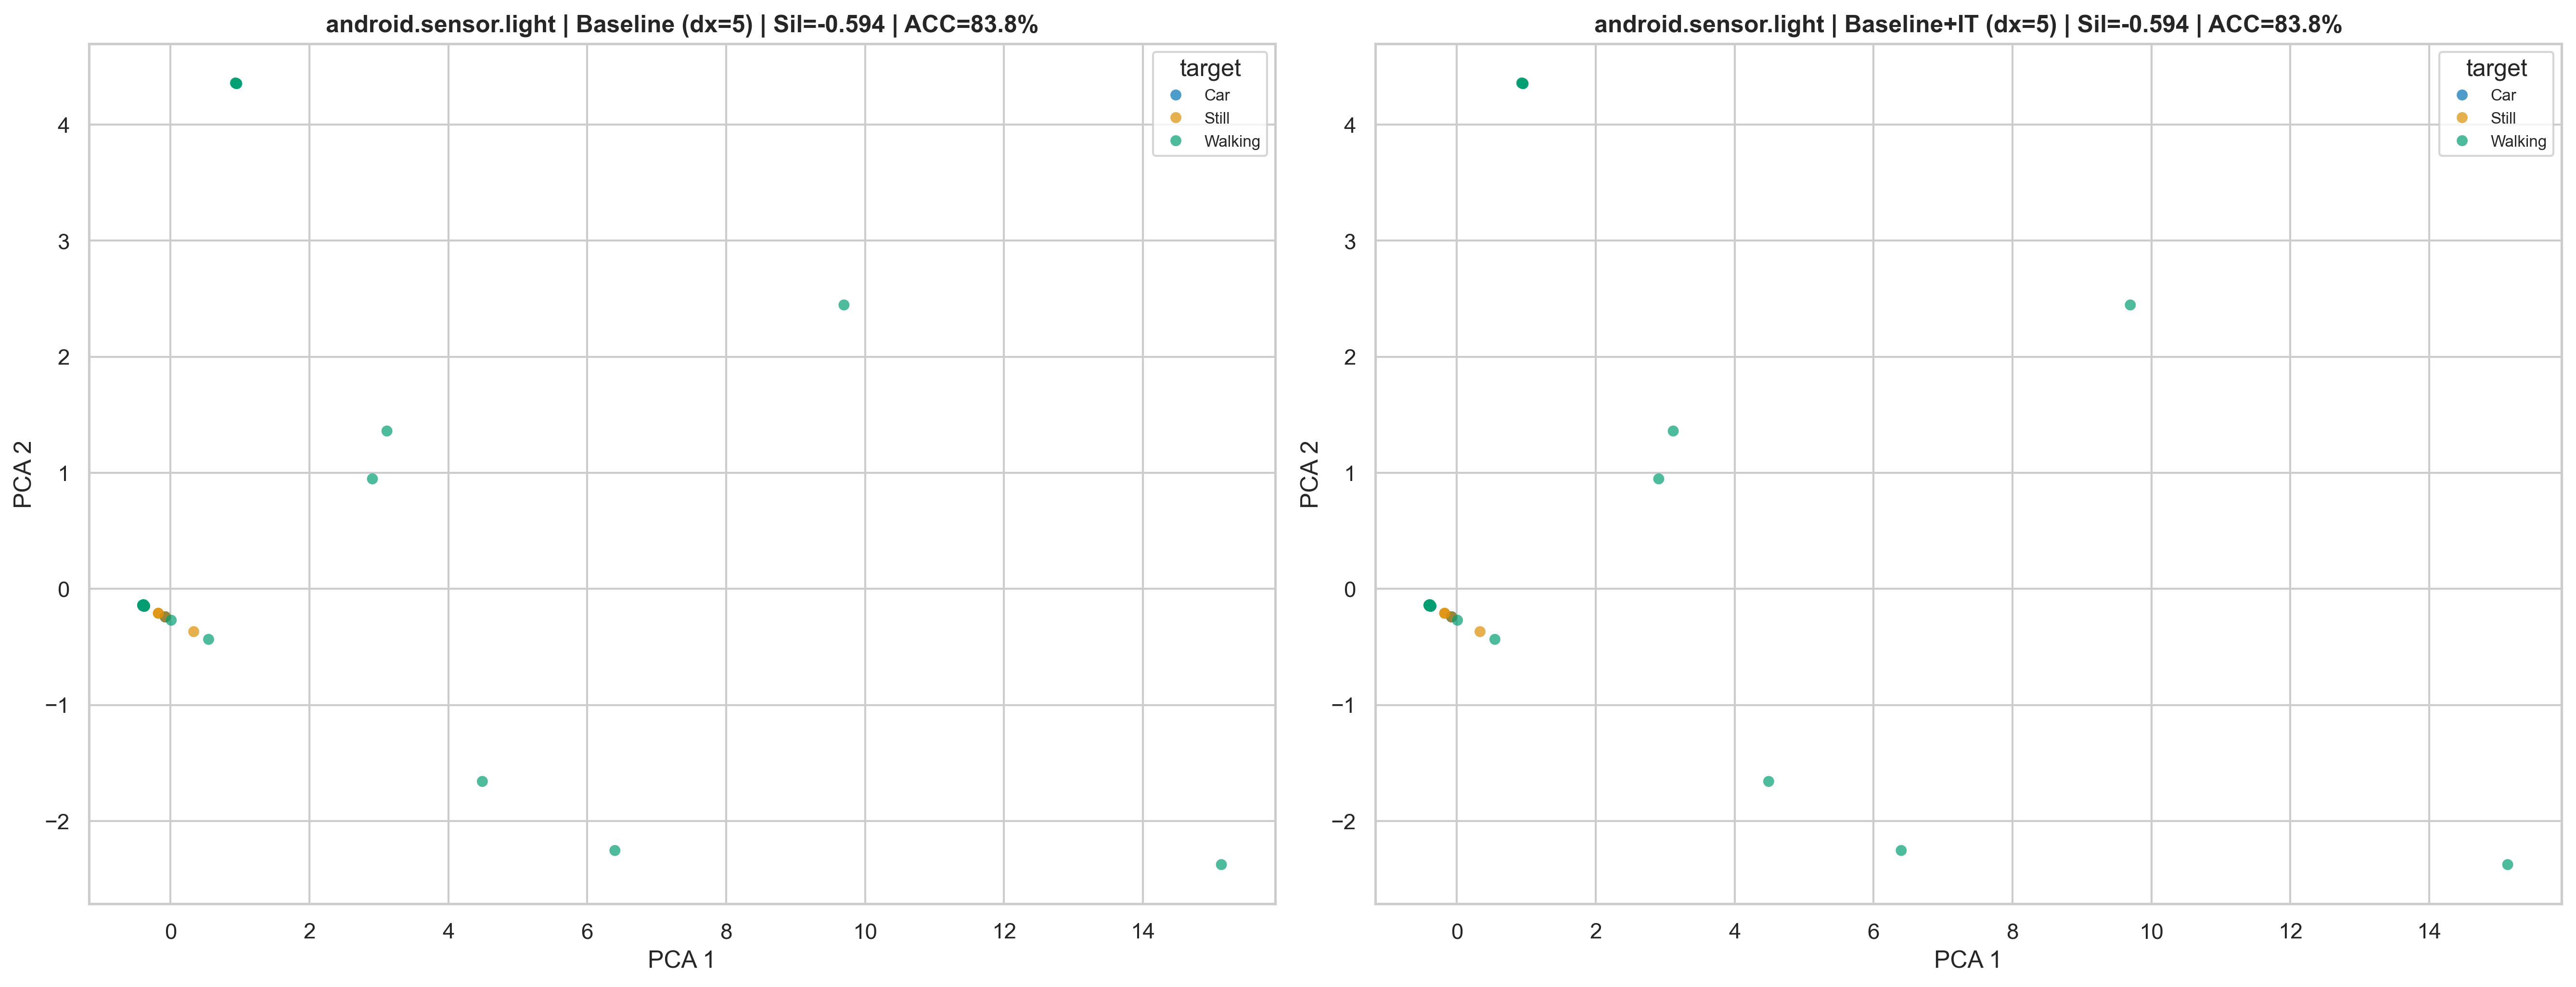 android.sensor.light | Baseline (dx=5) | Sil=-0.594 | ACC=83.8%
target
Car
Still
Walking
4
3
2
1
0
−1
−2
PCA 2
0
2
4
6
8
10
12
14
PCA 1
android.sensor.light | Baseline+IT (dx=5) | Sil=-0.594 | ACC=83.8%
target
Car
Still
Walking
4
3
2
1
0
−1
−2
PCA 2
0
2
4
6
8
10
12
14
PCA 1